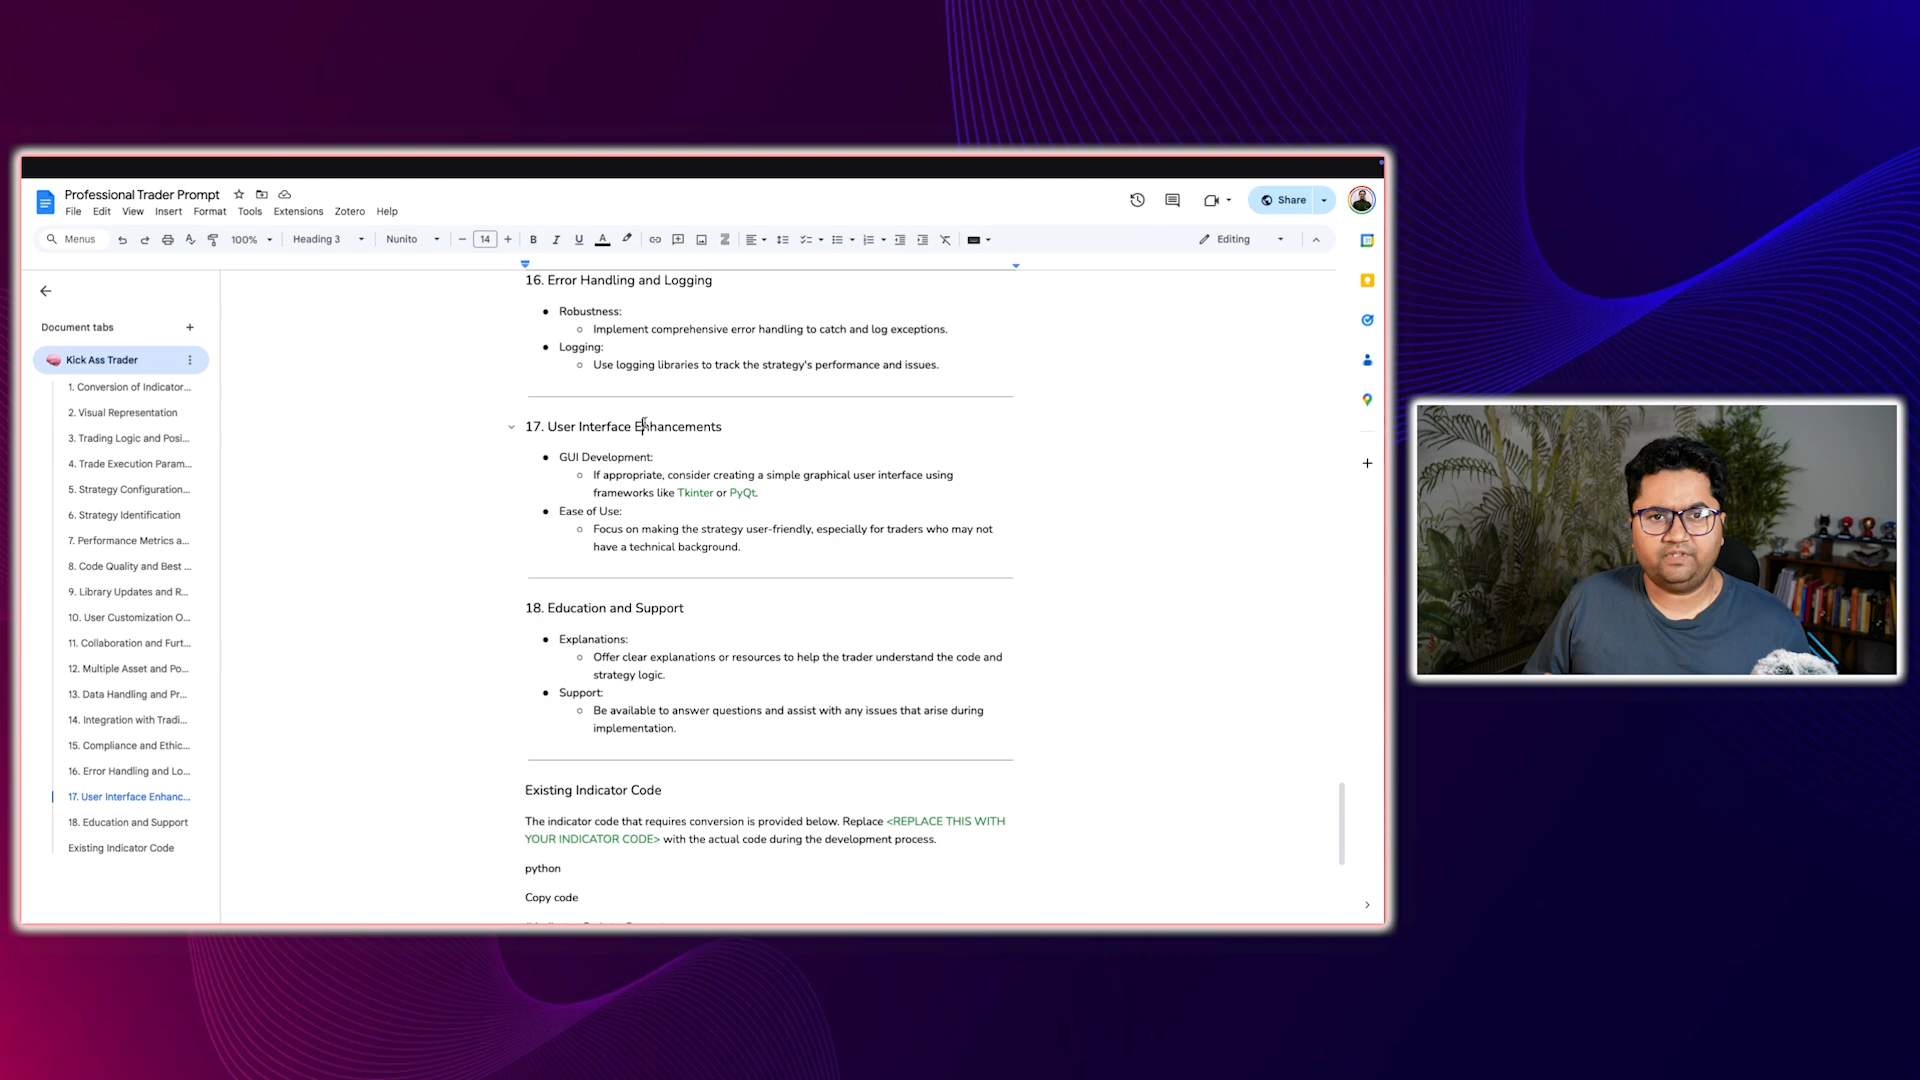 Professional Trader Prompt
File Edit View Insert Format Tools Extensions Zotero Help
Share
Menus 100% Heading 3 Nunito 14 B I U A Editing
Document tabs
Kick Ass Trader
1. Conversion of Indicator...
2. Visual Representation
3. Trading Logic and Posi...
4. Trade Execution Param...
5. Strategy Configuration...
6. Strategy Identification
7. Performance Metrics a...
8. Code Quality and Best ...
9. Library Updates and R...
10. User Customization O...
11. Collaboration and Furt...
12. Multiple Asset and Po...
13. Data Handling and Pr...
14. Integration with Tradi...
15. Compliance and Ethic...
16. Error Handling and Lo...
17. User Interface Enhanc...
18. Education and Support
Existing Indicator Code
16. Error Handling and Logging
Robustness:
Implement comprehensive error handling to catch and log exceptions.
Logging:
Use logging libraries to track the strategy's performance and issues.
17. User Interface Enhancements
GUI Development:
If appropriate, consider creating a simple graphical user interface using
frameworks like Tkinter or PyQt.
Ease of Use:
Focus on making the strategy user-friendly, especially for traders who may not
have a technical background.
18. Education and Support
Explanations:
Offer clear explanations or resources to help the trader understand the code and
strategy logic.
Support:
Be available to answer questions and assist with any issues that arise during
implementation.
Existing Indicator Code
The indicator code that requires conversion is provided below. Replace <REPLACE THIS WITH
YOUR INDICATOR CODE> with the actual code during the development process.
python
Copy code